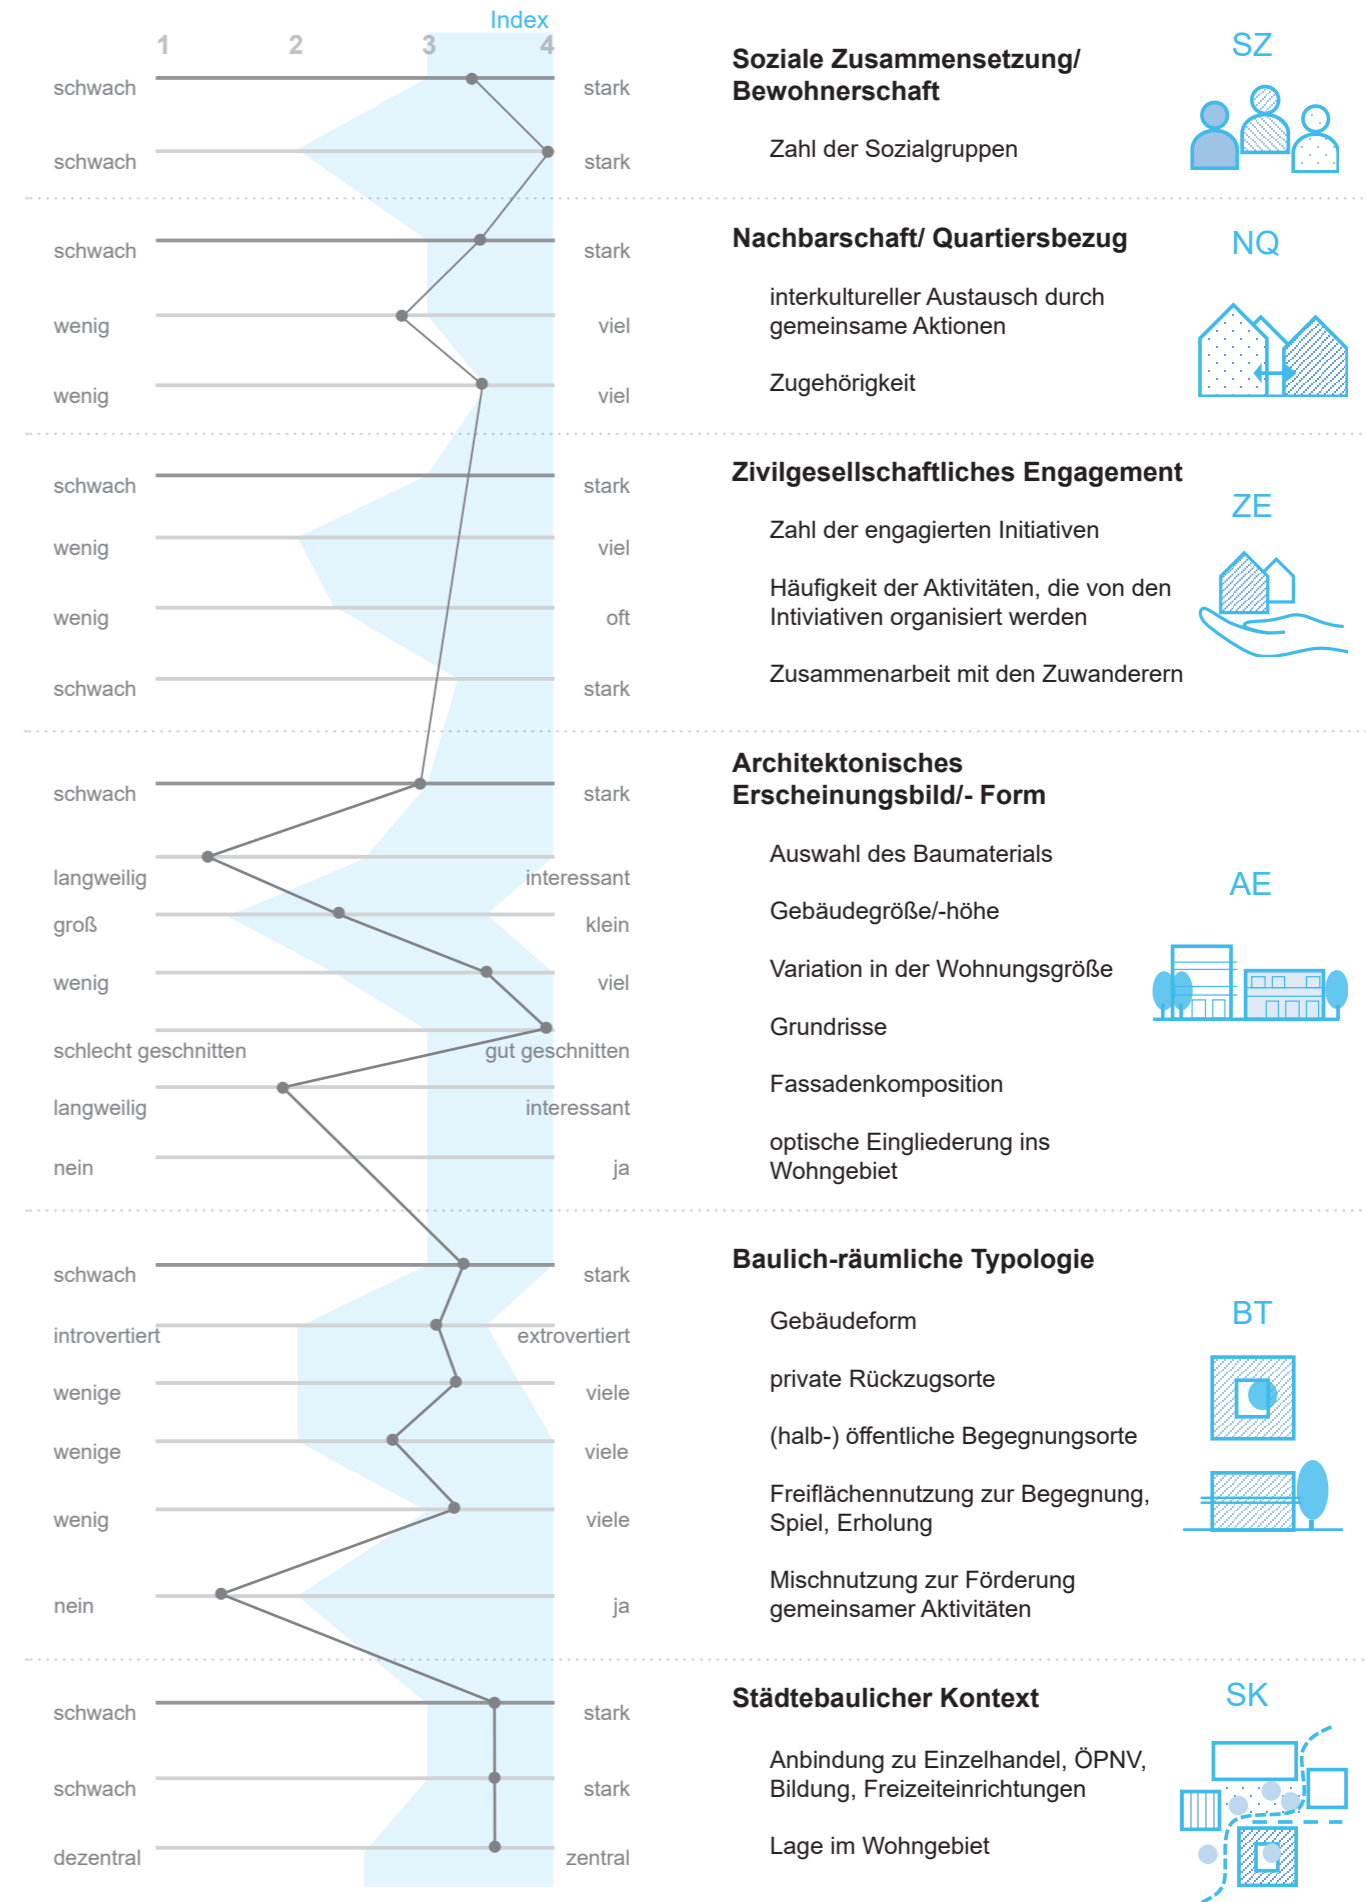 Index
1 2 3 4
schwach stark
Soziale Zusammensetzung/
Bewohnerschaft
SZ
schwach stark
Zahl der Sozialgruppen
schwach stark
Nachbarschaft/ Quartiersbezug
NQ
wenig viel
interkultureller Austausch durch
gemeinsame Aktionen
wenig viel
Zugehörigkeit
schwach stark
Zivilgesellschaftliches Engagement
ZE
wenig viel
Zahl der engagierten Initiativen
wenig oft
Häufigkeit der Aktivitäten, die von den
Intiviativen organisiert werden
schwach stark
Zusammenarbeit mit den Zuwanderern
schwach stark
Architektonisches
Erscheinungsbild/- Form
AE
langweilig interessant
Auswahl des Baumaterials
groß klein
Gebäudegröße/-höhe
wenig viel
Variation in der Wohnungsgröße
schlecht geschnitten gut geschnitten
Grundrisse
langweilig interessant
Fassadenkomposition
nein ja
optische Eingliederung ins
Wohngebiet
schwach stark
Baulich-räumliche Typologie
BT
introvertiert extrovertiert
Gebäudeform
wenige viele
private Rückzugsorte
wenige viele
(halb-) öffentliche Begegnungsorte
wenig viele
Freiflächennutzung zur Begegnung,
Spiel, Erholung
nein ja
Mischnutzung zur Förderung
gemeinsamer Aktivitäten
schwach stark
Städtebaulicher Kontext
SK
schwach stark
Anbindung zu Einzelhandel, ÖPNV,
Bildung, Freizeiteinrichtungen
dezentral zentral
Lage im Wohngebiet